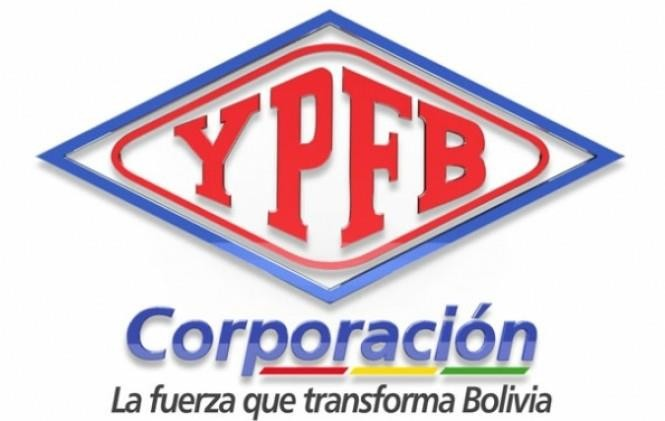 YPFB
Corporación
La fuerza que transforma Bolivia